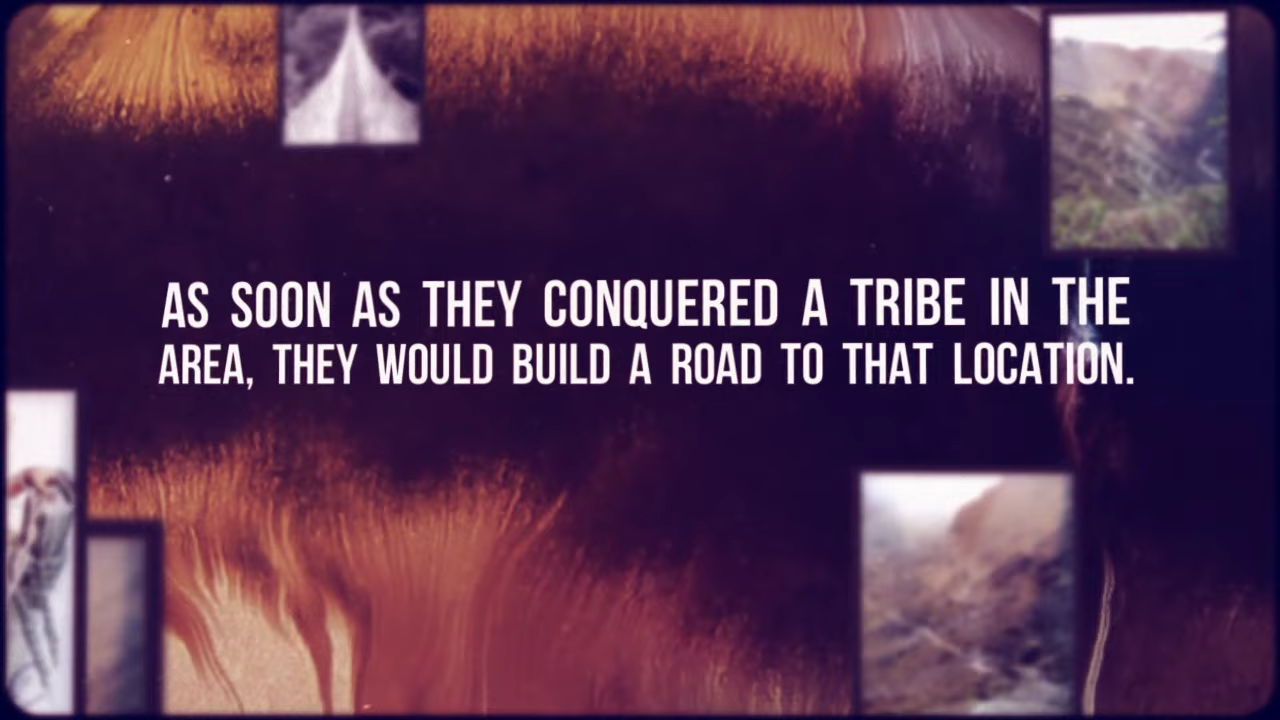 AS SOON AS THEY CONQUERED A TRIBE IN THE
AREA, THEY WOULD BUILD A ROAD TO THAT LOCATION.